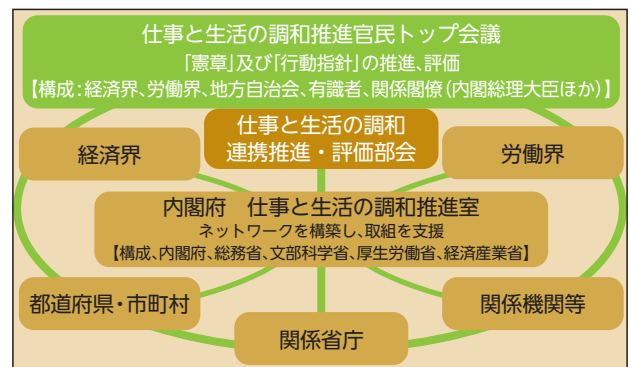 仕事と生活の調和推進官民トップ会議
「憲章」及び「行動指針」の推進、評価
【構成：経済界、労働界、地方自治会、有識者、関係閣僚（内閣総理大臣ほか）】
仕事と生活の調和
連携推進・評価部会
経済界
労働界
内閣府　仕事と生活の調和推進室
ネットワークを構築し、取組を支援
【構成、内閣府、総務省、文部科学省、厚生労働省、経済産業省】
都道府県・市町村
関係機関等
関係省庁